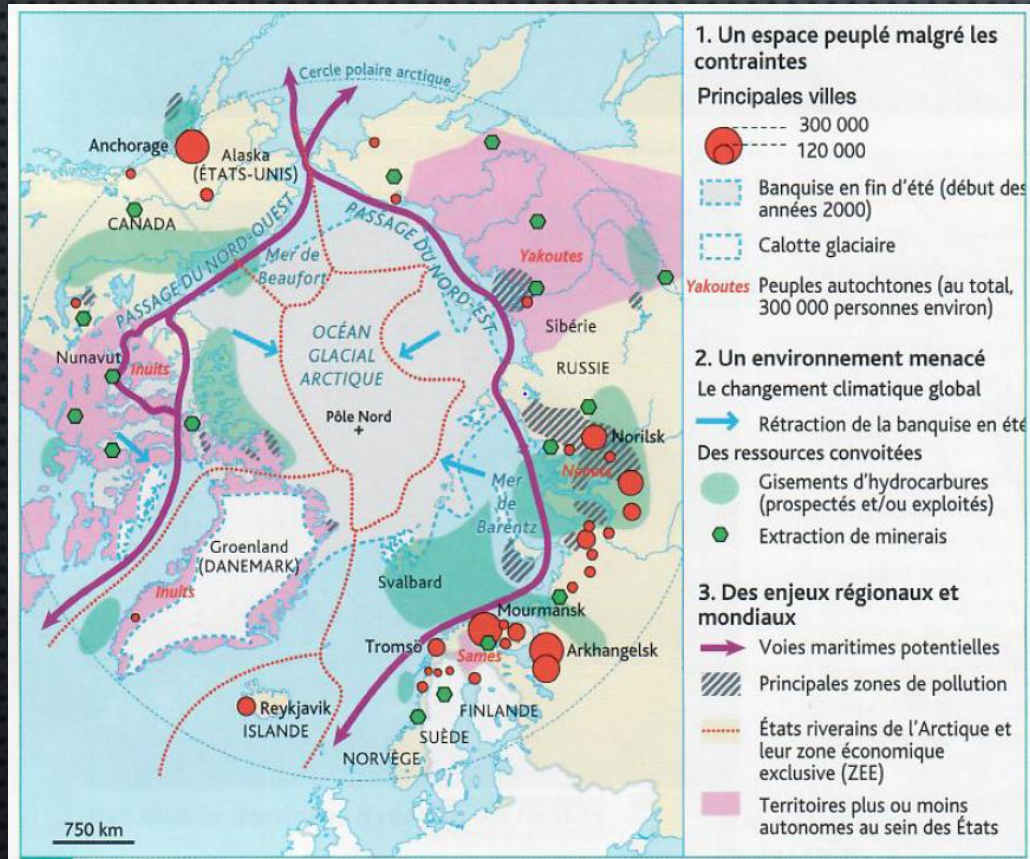 Cercle polaire arctique
Anchorage
Alaska
(ÉTATS-UNIS)
CANADA
PASSAGE DU NORD-OUEST
PASSAGE DU NORD-EST
Mer de
Beaufort
Yakoutes
Sibérie
OCÉAN
GLACIAL
ARCTIQUE
RUSSIE
Nunavut
Inuits
Pôle Nord
Norilsk
Mer
de
Barentz
Groenland
(DANEMARK)
Svalbard
Inuits
Mourmansk
Tromsö
Sames
Arkhangelsk
Reykjavik
ISLANDE
FINLANDE
SUÈDE
NORVÈGE
750 km
1. Un espace peuplé malgré les
contraintes
Principales villes
300 000
120 000
Banquise en fin d'été (début des
années 2000)
Calotte glaciaire
Yakoutes Peuples autochtones (au total,
300 000 personnes environ)
2. Un environnement menacé
Le changement climatique global
Rétraction de la banquise en été
Des ressources convoitées
Gisements d'hydrocarbures
(prospectés et/ou exploités)
Extraction de minerais
3. Des enjeux régionaux et
mondiaux
Voies maritimes potentielles
Principales zones de pollution
États riverains de l'Arctique et
leur zone économique
exclusive (ZEE)
Territoires plus ou moins
autonomes au sein des États